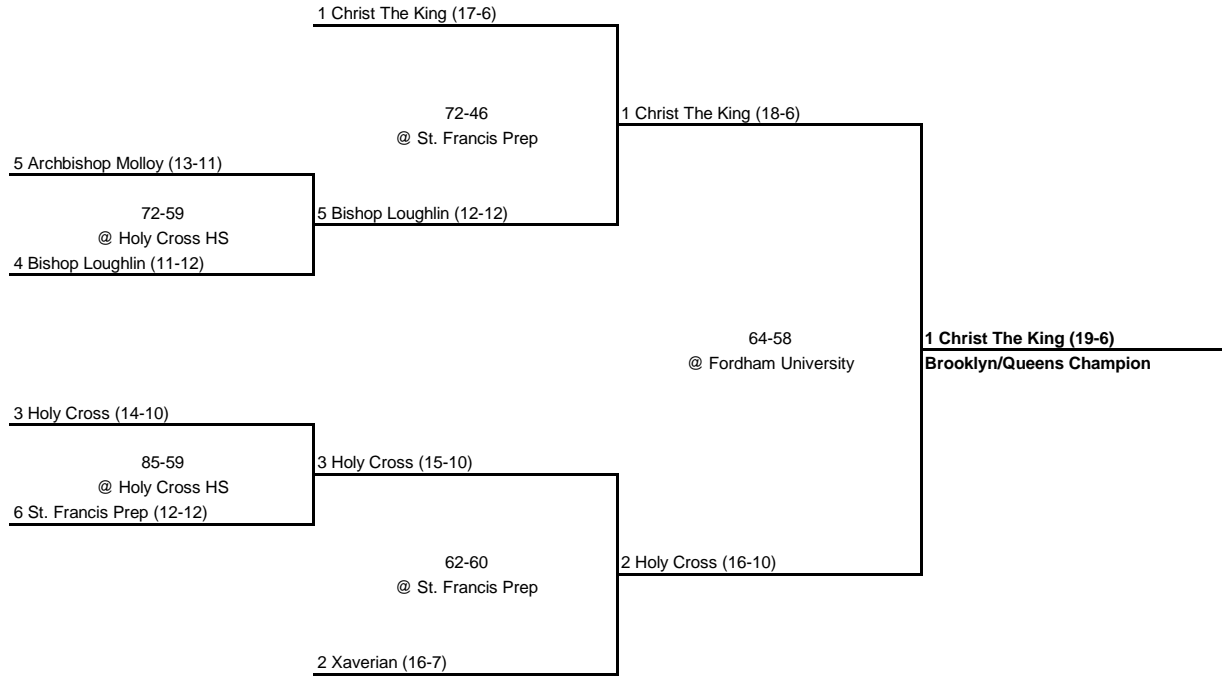 1 Christ The King (17-6)
72-46
@ St. Francis Prep
1 Christ The King (18-6)
5 Archbishop Molloy (13-11)
72-59
@ Holy Cross HS
5 Bishop Loughlin (12-12)
4 Bishop Loughlin (11-12)
64-58
@ Fordham University
1 Christ The King (19-6)
Brooklyn/Queens Champion
3 Holy Cross (14-10)
85-59
@ Holy Cross HS
3 Holy Cross (15-10)
6 St. Francis Prep (12-12)
62-60
@ St. Francis Prep
2 Holy Cross (16-10)
2 Xaverian (16-7)